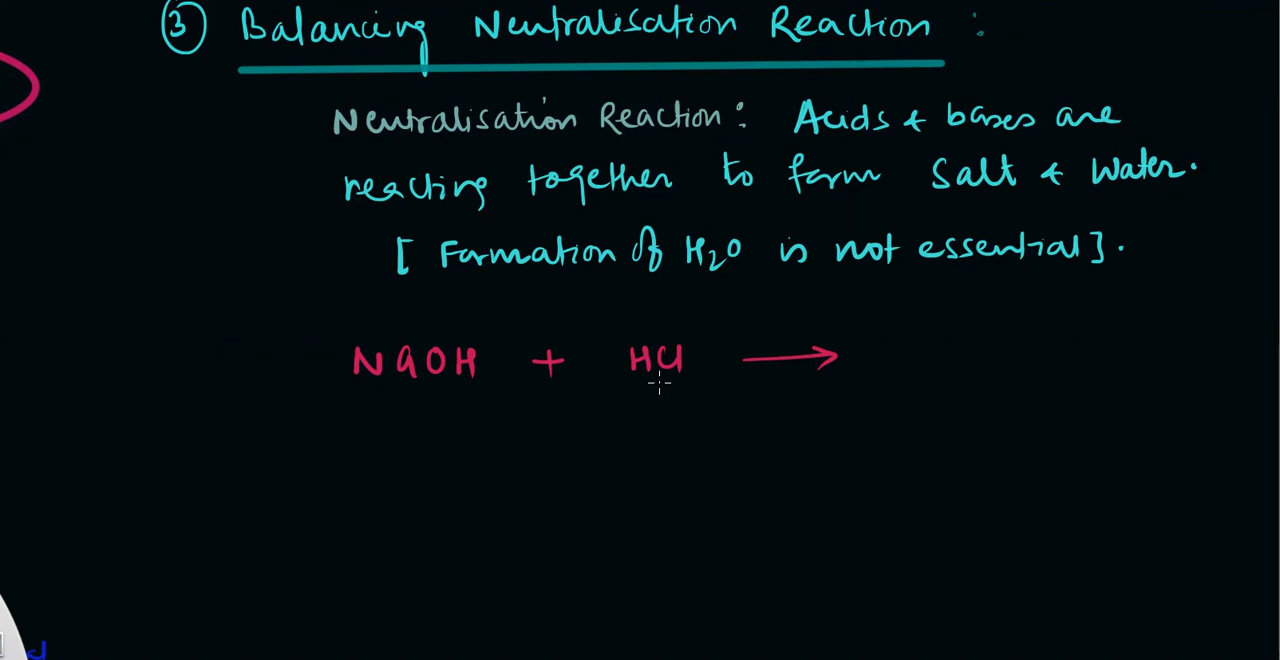 ③ Balancing Neutralisation Reaction :
Neutralisation Reaction : Acids & bases are
reacting together to form Salt & Water.
[ Formation of H₂O is not essential ].
NaOH + HCl →